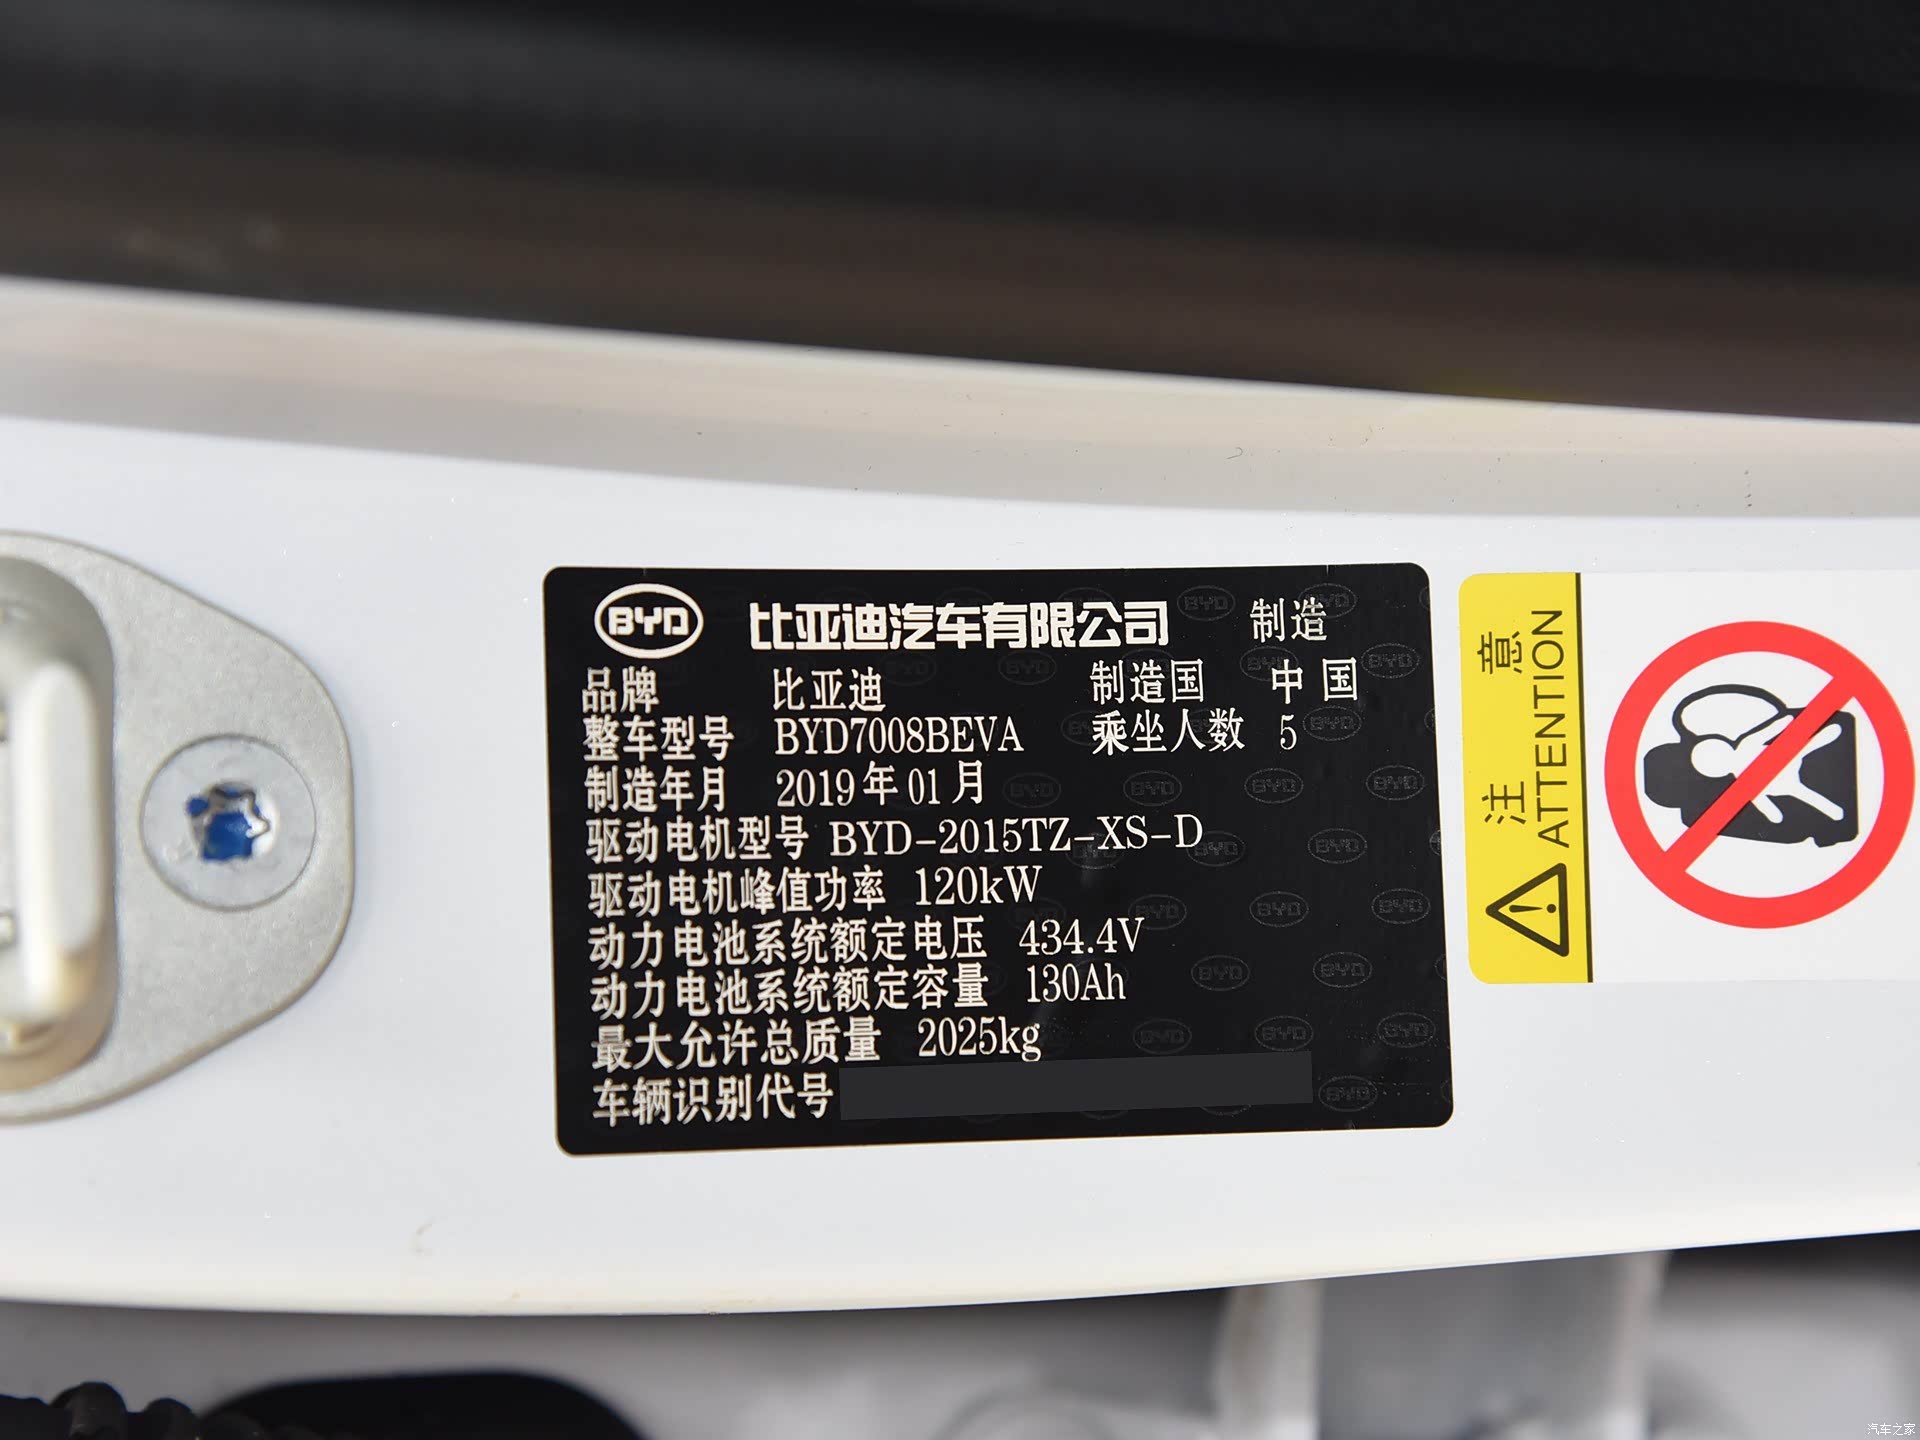 BYD 比亚迪汽车有限公司 制造
品牌 比亚迪 制造国 中国
整车型号 BYD7008BEVA 乘坐人数 5
制造年月 2019年01月
驱动电机型号 BYD-2015TZ-XS-D
驱动电机峰值功率 120kW
动力电池系统额定电压 434.4V
动力电池系统额定容量 130Ah
最大允许总质量 2025kg
车辆识别代号
注意
ATTENTION
汽车之家